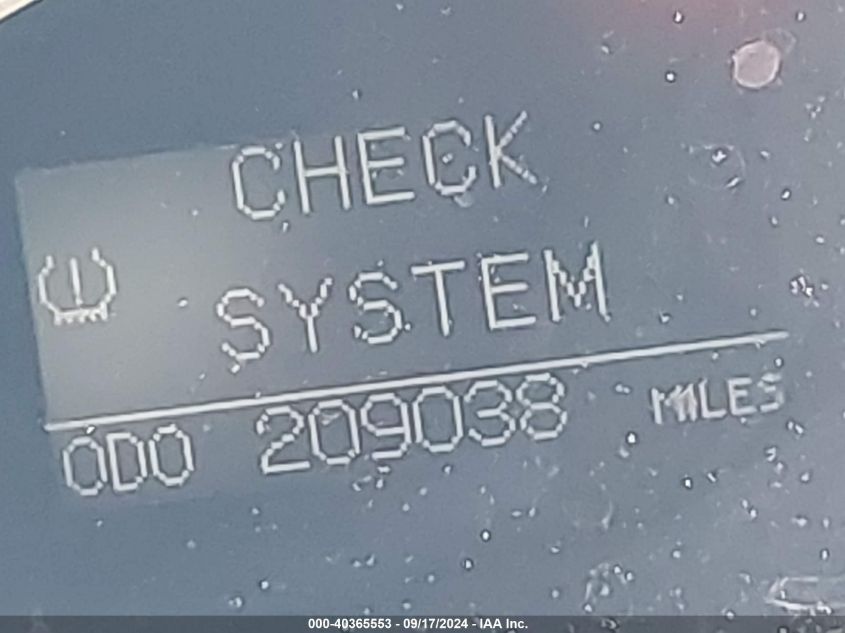 CHECK
SYSTEM
ODO 209038 MILES
000-40365553 - 09/17/2024 - IAA Inc.